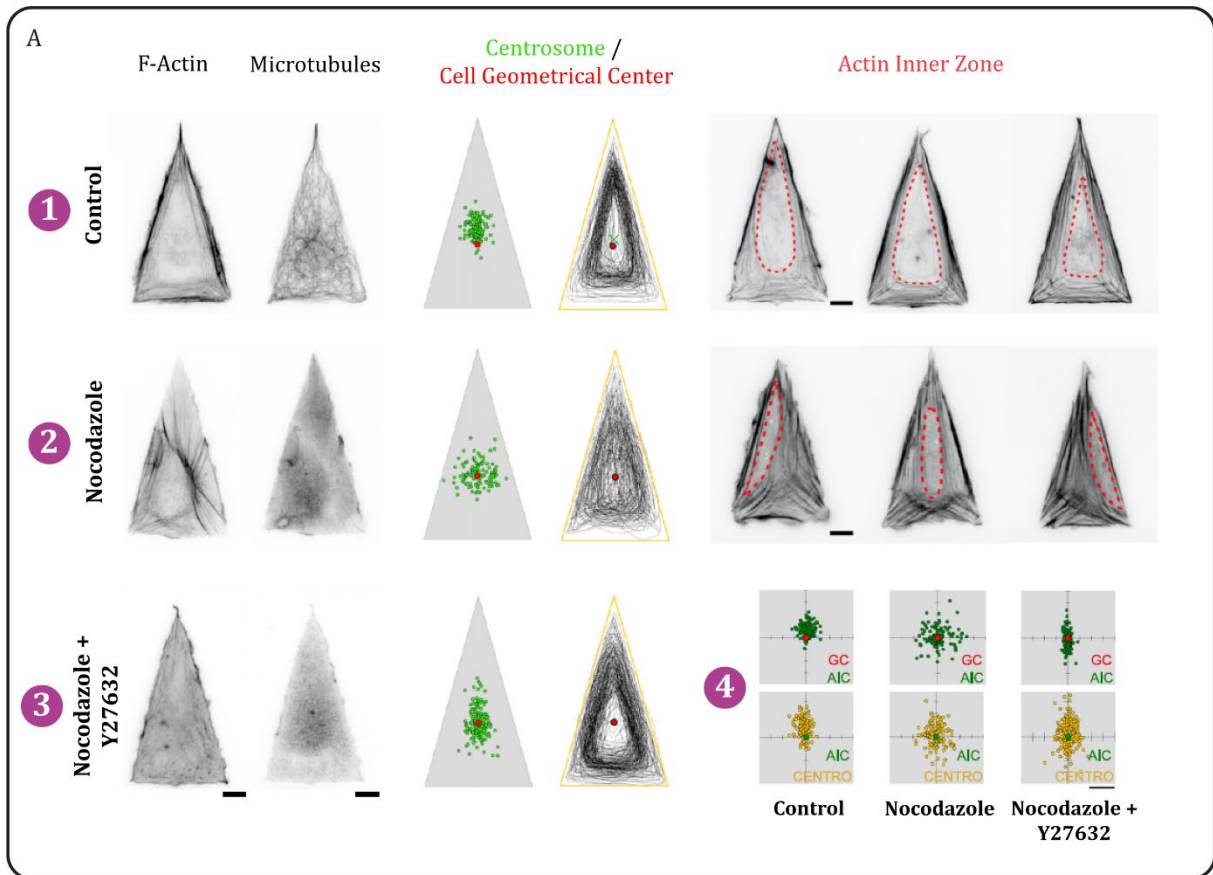 A
F-Actin
Microtubules
Centrosome /
Cell Geometrical Center
Actin Inner Zone
1
Control
2
Nocodazole
3
Nocodazole +
Y27632
4
GC
AIC
GC
AIC
GC
AIC
AIC
CENTRO
AIC
CENTRO
AIC
CENTRO
Control
Nocodazole
Nocodazole +
Y27632